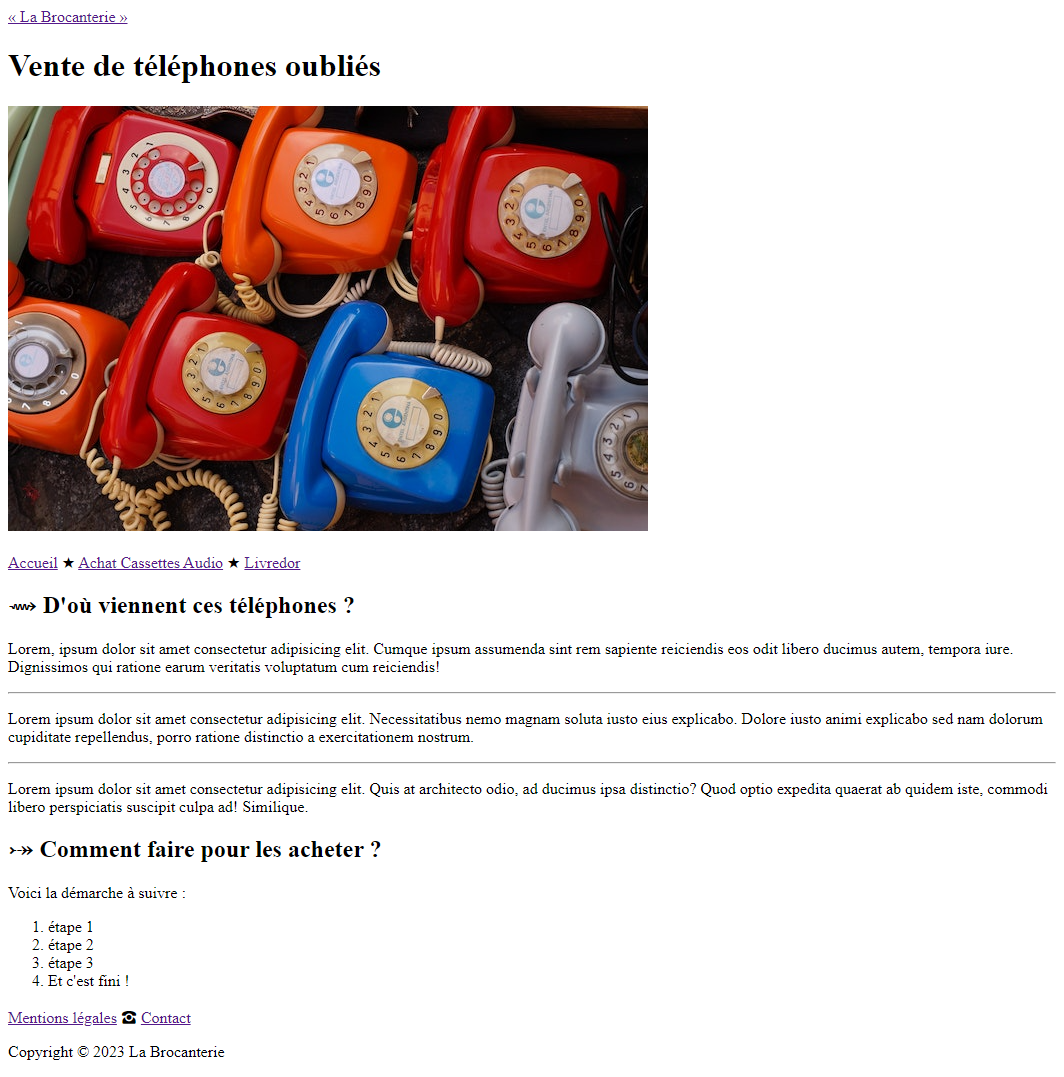 « La Brocanterie »
Vente de téléphones oubliés
Accueil ★ Achat Cassettes Audio ★ Livredor
⬳ D'où viennent ces téléphones ?
Lorem, ipsum dolor sit amet consectetur adipisicing elit. Cumque ipsum assumenda sint rem sapiente reiciendis eos odit libero ducimus autem, tempora iure.
Dignissimos qui ratione earum veritatis voluptatum cum reiciendis!
Lorem ipsum dolor sit amet consectetur adipisicing elit. Necessitatibus nemo magnam soluta iusto eius explicabo. Dolore iusto animi explicabo sed nam dolorum
cupiditate repellendus, porro ratione distinctio a exercitationem nostrum.
Lorem ipsum dolor sit amet consectetur adipisicing elit. Quis at architecto odio, ad ducimus ipsa distinctio? Quod optio expedita quaerat ab quidem iste, commodi
libero perspiciatis suscipit culpa ad! Similique.
⤐ Comment faire pour les acheter ?
Voici la démarche à suivre :
1. étape 1
2. étape 2
3. étape 3
4. Et c'est fini !
Mentions légales ☎ Contact
Copyright © 2023 La Brocanterie